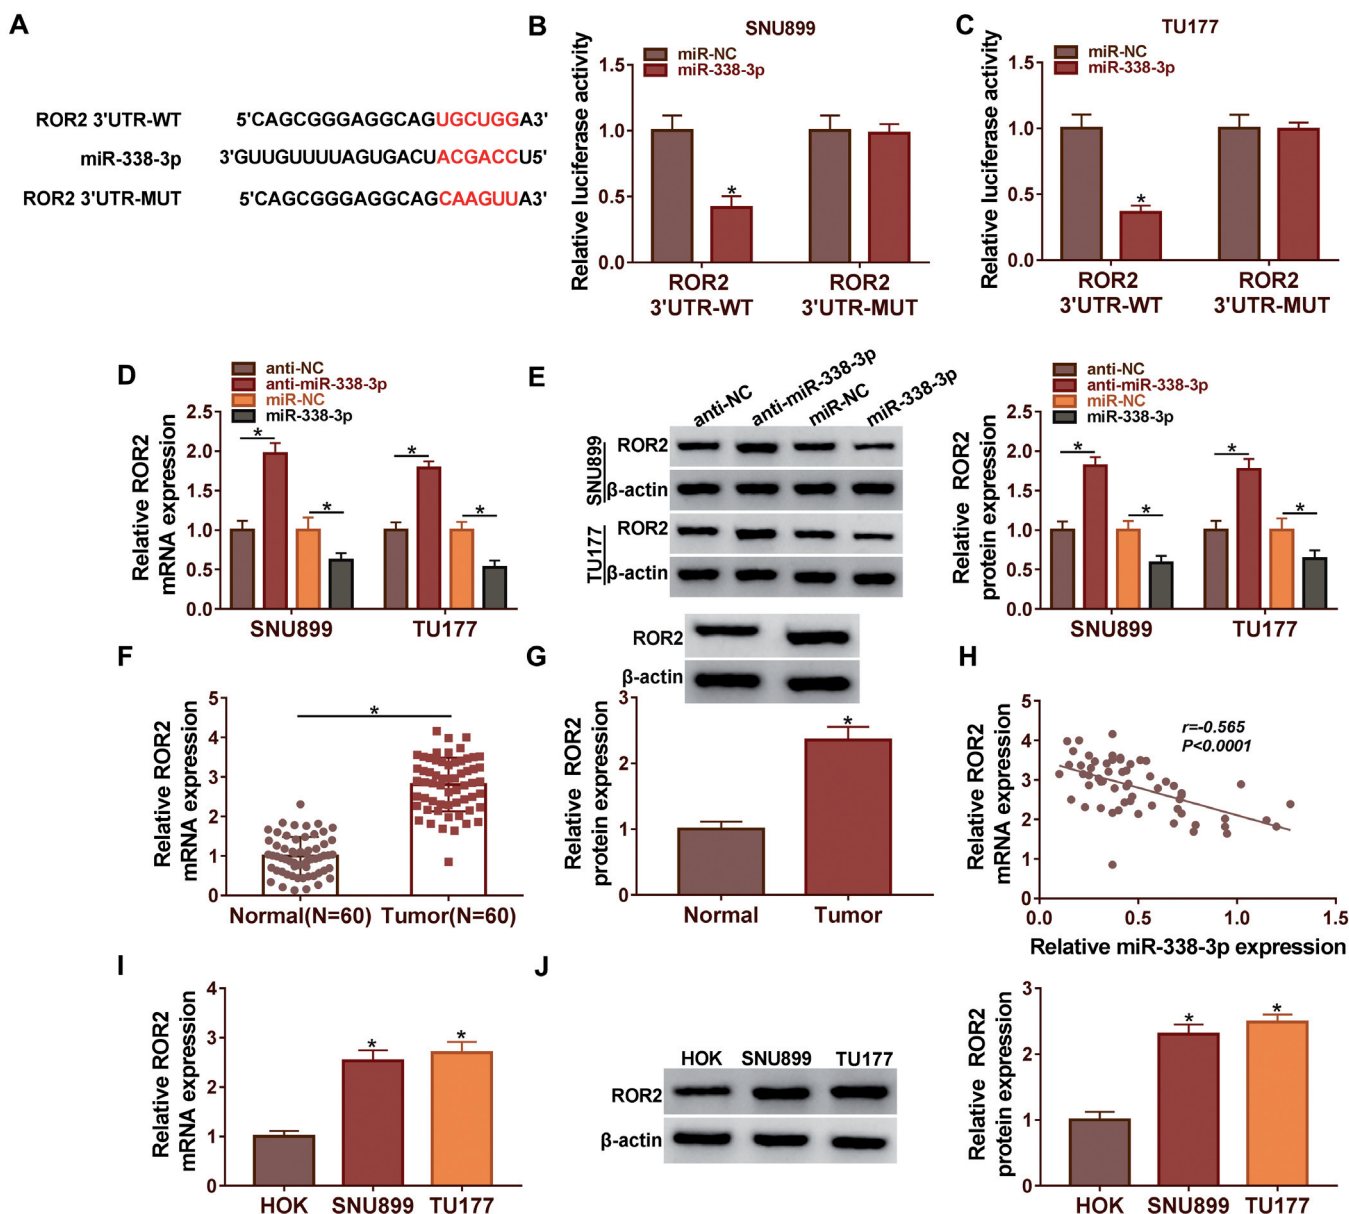 A
ROR2 3'UTR-WT 5'CAGCGGGAGGCAGUGCUGGA3'
miR-338-3p 3'GUUGUUUUAGUGACUACGACCU5'
ROR2 3'UTR-MUT 5'CAGCGGGAGGCAGCAAGUUA3'
B
SNU899
miR-NC
miR-338-3p
Relative luciferase activity
1.5
1.0
0.5
0.0
*
ROR2 3'UTR-WT
ROR2 3'UTR-MUT
C
TU177
miR-NC
miR-338-3p
Relative luciferase activity
1.5
1.0
0.5
0.0
*
ROR2 3'UTR-WT
ROR2 3'UTR-MUT
D
anti-NC
anti-miR-338-3p
miR-NC
miR-338-3p
Relative ROR2
mRNA expression
2.5
2.0
1.5
1.0
0.5
0.0
* * * *
SNU899 TU177
E
anti-NC anti-miR-338-3p miR-NC miR-338-3p
SNU899
ROR2
β-actin
TU177
ROR2
β-actin
anti-NC
anti-miR-338-3p
miR-NC
miR-338-3p
Relative ROR2
protein expression
2.5
2.0
1.5
1.0
0.5
0.0
* * * *
SNU899 TU177
F
Relative ROR2
mRNA expression
5
4
3
2
1
0
*
Normal(N=60) Tumor(N=60)
G
ROR2
β-actin
Relative ROR2
protein expression
3
2
1
0
*
Normal Tumor
H
Relative ROR2
mRNA expression
5
4
3
2
1
0
r=-0.565
P<0.0001
0.0 0.5 1.0 1.5
Relative miR-338-3p expression
I
Relative ROR2
mRNA expression
4
3
2
1
0
* *
HOK SNU899 TU177
J
HOK SNU899 TU177
ROR2
β-actin
Relative ROR2
protein expression
3
2
1
0
* *
HOK SNU899 TU177